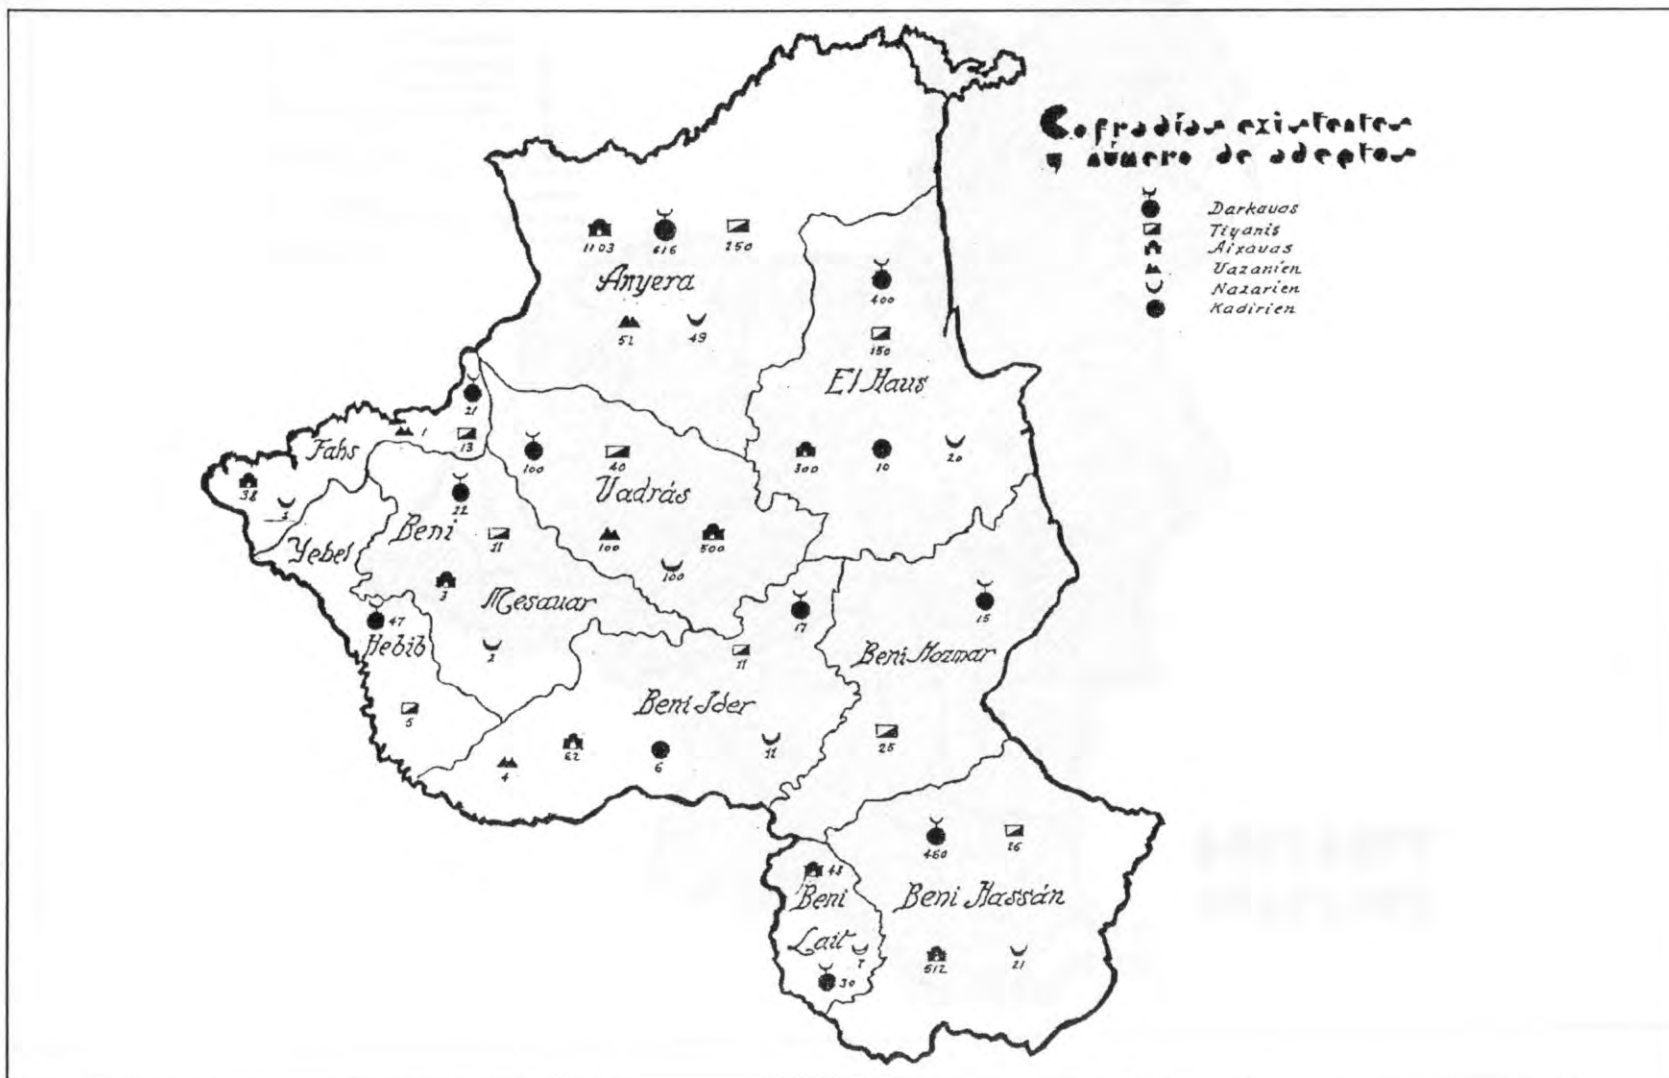 Cofradías existentes
y número de adeptos
Darkauas
Tiyanis
Aixauas
Uazanien
Nazarien
Kadirien
1103 616 250
Anyera
51 49
400
150
El Haus
300 10 20
21
1 13
Fahs
38
1
100 40
Uadrás
100 500
100
22
Beni
11
3
Mesauar
2
Yebel
47
Hebib
5
17
11
Beni Ider
4 62 6 11
15
Beni Hozmar
25
460 16
Beni Hassán
512 21
48
Beni
Lait
7
30